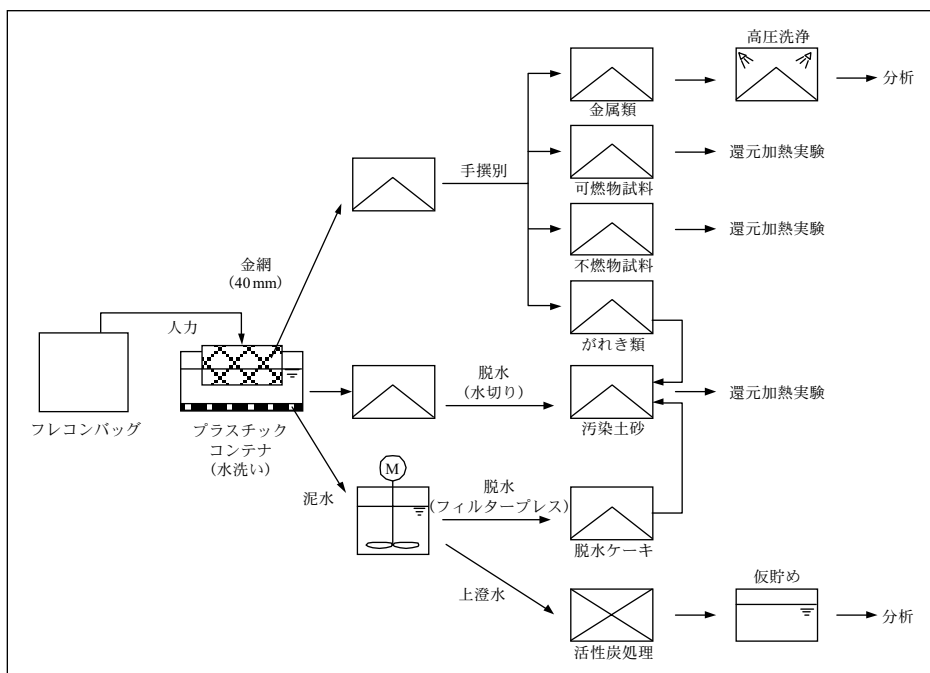 高圧洗浄
分析
金属類
手撰別
還元加熱実験
可燃物試料
還元加熱実験
不燃物試料
金網
(40 mm)
人力
がれき類
脱水
(水切り)
還元加熱実験
汚染土砂
フレコンバッグ
プラスチック
コンテナ
(水洗い)
M
泥水
脱水
(フィルタープレス)
脱水ケーキ
上澄水
仮貯め
分析
活性炭処理